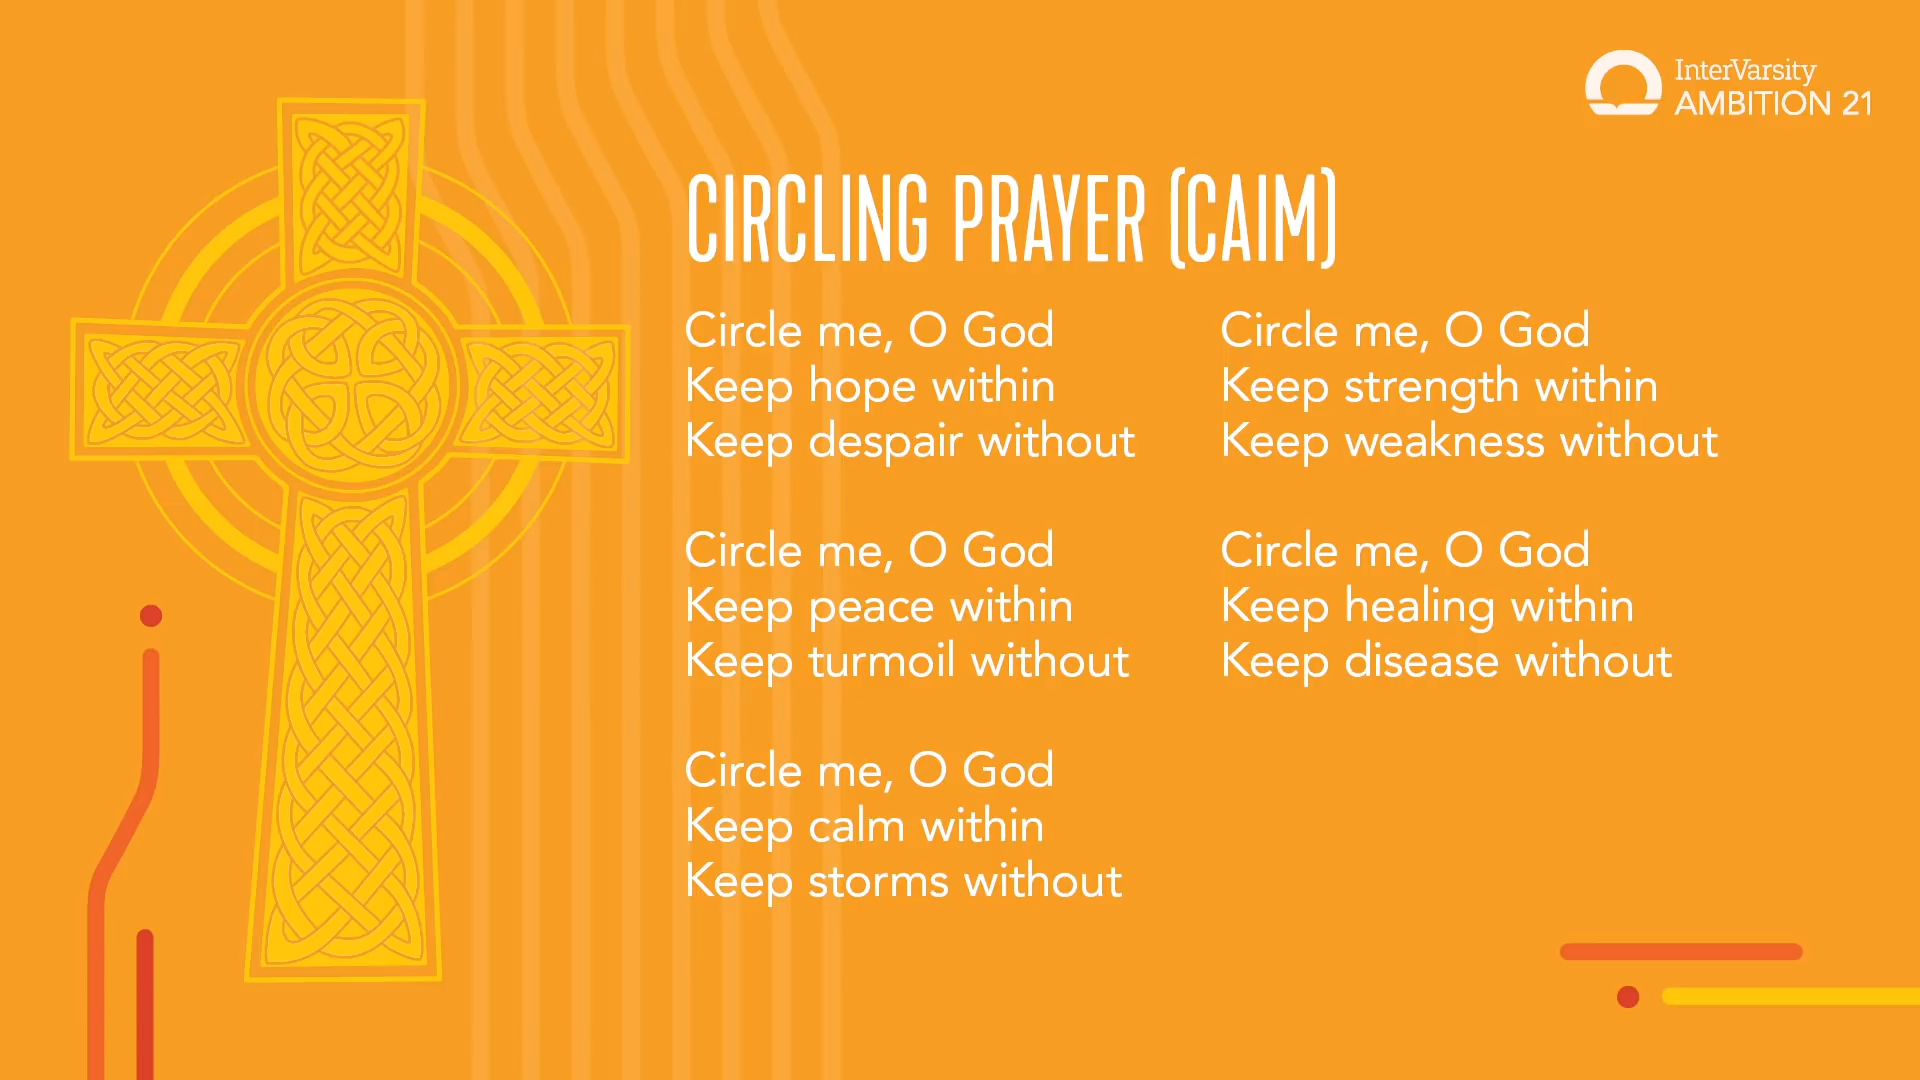 InterVarsity
AMBITION 21
CIRCLING PRAYER (CAIM)
Circle me, O God
Keep hope within
Keep despair without
Circle me, O God
Keep peace within
Keep turmoil without
Circle me, O God
Keep calm within
Keep storms without
Circle me, O God
Keep strength within
Keep weakness without
Circle me, O God
Keep healing within
Keep disease without